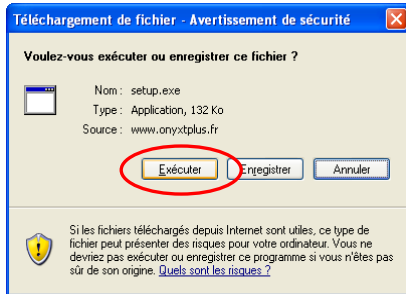 Téléchargement de fichier - Avertissement de sécurité
Voulez-vous exécuter ou enregistrer ce fichier ?
Nom : setup.exe
Type : Application, 132 Ko
Source : www.onyxtplus.fr
Exécuter Enregistrer Annuler
Si les fichiers téléchargés depuis Internet sont utiles, ce type de
fichier peut présenter des risques pour votre ordinateur. Vous ne
devriez pas exécuter ou enregistrer ce programme si vous n'êtes pas
sûr de son origine. Quels sont les risques ?